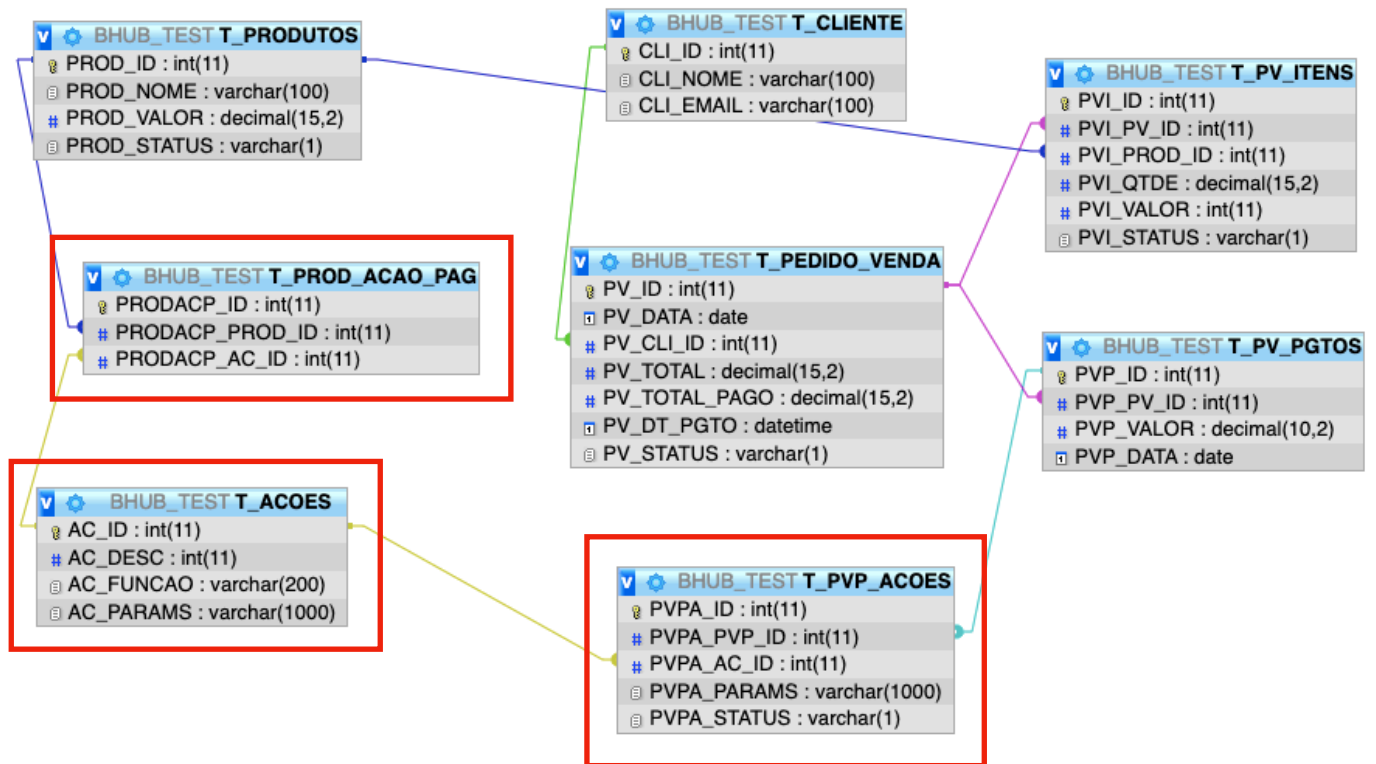 BHUB_TEST T_PRODUTOS
PROD_ID : int(11)
PROD_NOME : varchar(100)
PROD_VALOR : decimal(15,2)
PROD_STATUS : varchar(1)
BHUB_TEST T_CLIENTE
CLI_ID : int(11)
CLI_NOME : varchar(100)
CLI_EMAIL : varchar(100)
BHUB_TEST T_PV_ITENS
PVI_ID : int(11)
PVI_PV_ID : int(11)
PVI_PROD_ID : int(11)
PVI_QTDE : decimal(15,2)
PVI_VALOR : int(11)
PVI_STATUS : varchar(1)
BHUB_TEST T_PROD_ACAO_PAG
PRODACP_ID : int(11)
PRODACP_PROD_ID : int(11)
PRODACP_AC_ID : int(11)
BHUB_TEST T_PEDIDO_VENDA
PV_ID : int(11)
PV_DATA : date
PV_CLI_ID : int(11)
PV_TOTAL : decimal(15,2)
PV_TOTAL_PAGO : decimal(15,2)
PV_DT_PGTO : datetime
PV_STATUS : varchar(1)
BHUB_TEST T_PV_PGTOS
PVP_ID : int(11)
PVP_PV_ID : int(11)
PVP_VALOR : decimal(10,2)
PVP_DATA : date
BHUB_TEST T_ACOES
AC_ID : int(11)
AC_DESC : int(11)
AC_FUNCAO : varchar(200)
AC_PARAMS : varchar(1000)
BHUB_TEST T_PVP_ACOES
PVPA_ID : int(11)
PVPA_PVP_ID : int(11)
PVPA_AC_ID : int(11)
PVPA_PARAMS : varchar(1000)
PVPA_STATUS : varchar(1)